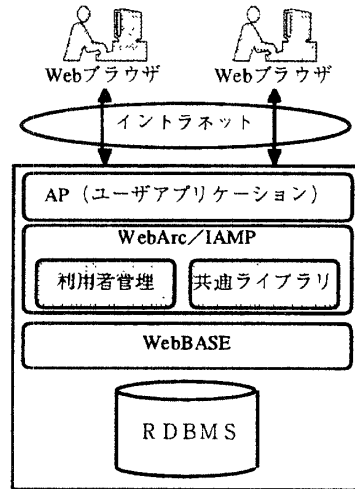 Webブラウザ Webブラウザ
イントラネット
AP（ユーザアプリケーション）
WebArc／IAMP
利用者管理 共通ライブラリ
WebBASE
RDBMS